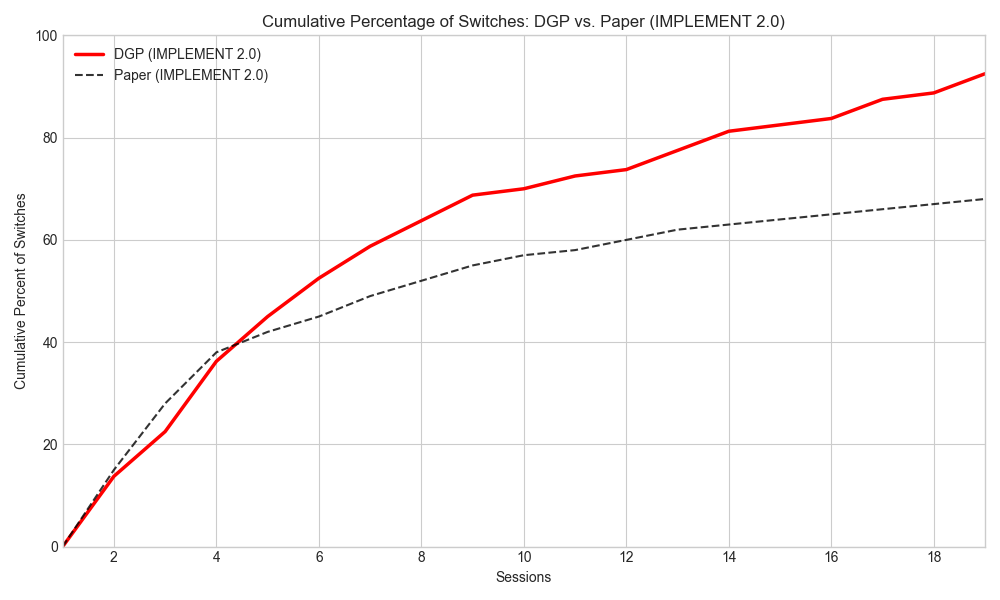 Cumulative Percentage of Switches: DGP vs. Paper (IMPLEMENT 2.0)
DGP (IMPLEMENT 2.0)
Paper (IMPLEMENT 2.0)
Cumulative Percent of Switches
100
80
60
40
20
0
2 4 6 8 10 12 14 16 18
Sessions